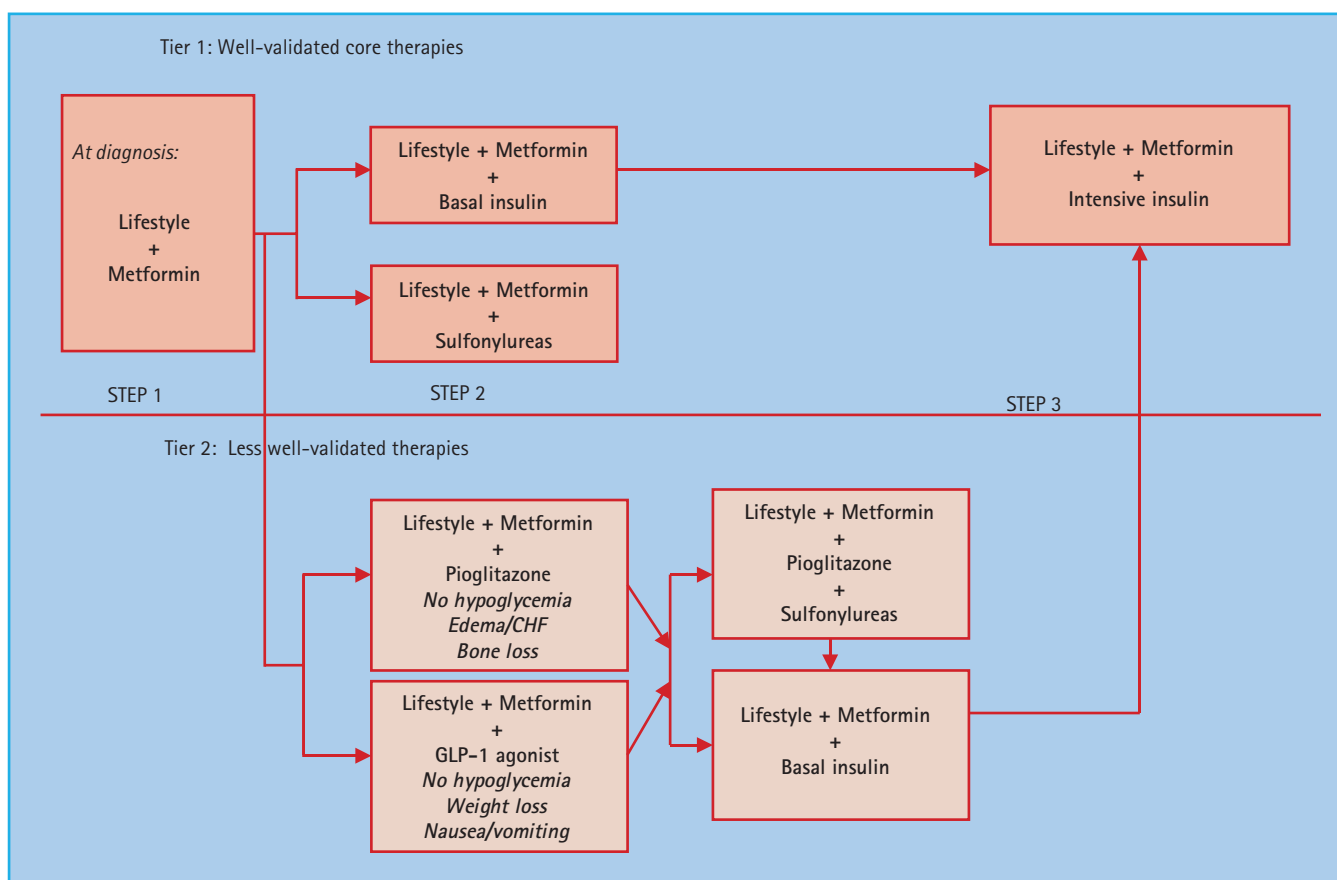 Tier 1: Well-validated core therapies
At diagnosis:
Lifestyle
+
Metformin
Lifestyle + Metformin
+
Basal insulin
Lifestyle + Metformin
+
Sulfonylureas
Lifestyle + Metformin
+
Intensive insulin
STEP 1
STEP 2
STEP 3
Tier 2: Less well-validated therapies
Lifestyle + Metformin
+
Pioglitazone
No hypoglycemia
Edema/CHF
Bone loss
Lifestyle + Metformin
+
GLP-1 agonist
No hypoglycemia
Weight loss
Nausea/vomiting
Lifestyle + Metformin
+
Pioglitazone
+
Sulfonylureas
Lifestyle + Metformin
+
Basal insulin